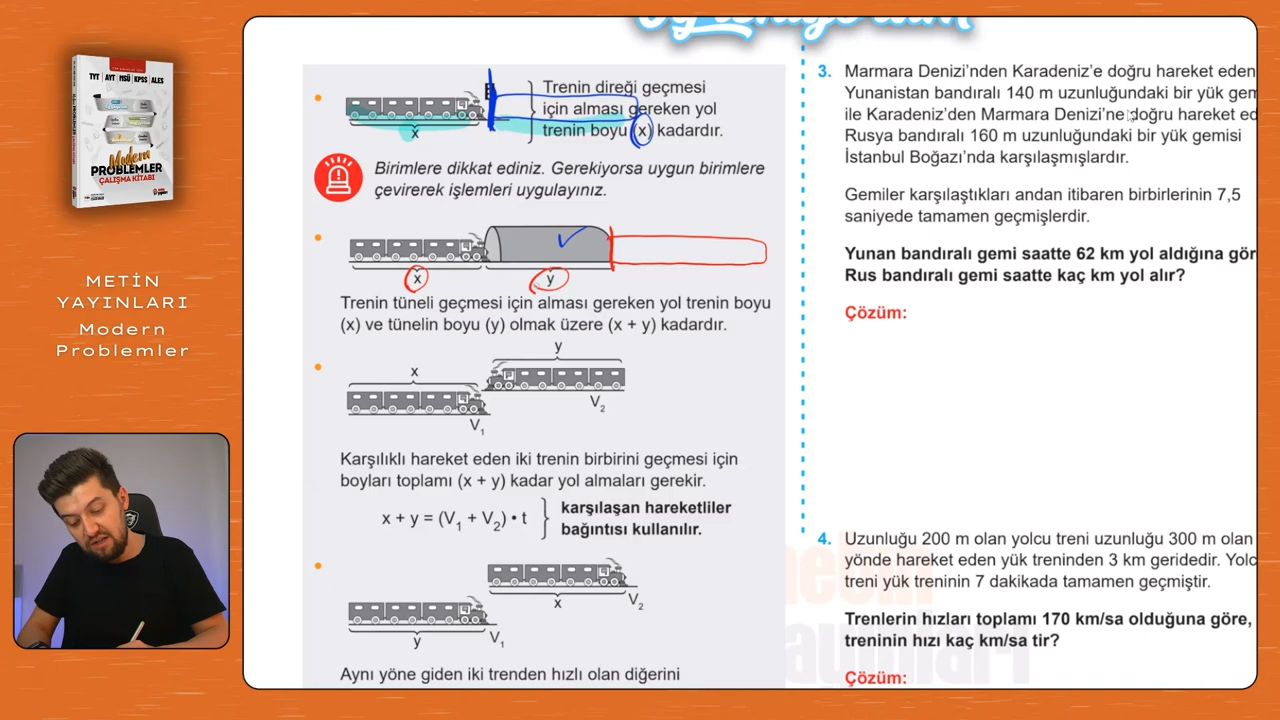 TYT | AYT | MSÜ | KPSS | ALES
Modern
PROBLEMLER
ÇALIŞMA KİTABI
METİN
YAYINLARI
Modern
Problemler
x
Trenin direği geçmesi
için alması gereken yol
trenin boyu (x) kadardır.
Birimlere dikkat ediniz. Gerekiyorsa uygun birimlere
çevirerek işlemleri uygulayınız.
x
y
Trenin tüneli geçmesi için alması gereken yol trenin boyu
(x) ve tünelin boyu (y) olmak üzere (x + y) kadardır.
x
y
V1
V2
Karşılıklı hareket eden iki trenin birbirini geçmesi için
boyları toplamı (x + y) kadar yol almaları gerekir.
x + y = (V1 + V2) • t
karşılaşan hareketliler
bağıntısı kullanılır.
x
V2
y
V1
Aynı yöne giden iki trenden hızlı olan diğerini
3. Marmara Denizi'nden Karadeniz'e doğru hareket eden
Yunanistan bandıralı 140 m uzunluğundaki bir yük gem
ile Karadeniz'den Marmara Denizi'ne doğru hareket ed
Rusya bandıralı 160 m uzunluğundaki bir yük gemisi
İstanbul Boğazı'nda karşılaşmışlardır.
Gemiler karşılaştıkları andan itibaren birbirlerinin 7,5
saniyede tamamen geçmişlerdir.
Yunan bandıralı gemi saatte 62 km yol aldığına gör
Rus bandıralı gemi saatte kaç km yol alır?
Çözüm:
4. Uzunluğu 200 m olan yolcu treni uzunluğu 300 m olan
yönde hareket eden yük treninden 3 km geridedir. Yolc
treni yük treninin 7 dakikada tamamen geçmiştir.
Trenlerin hızları toplamı 170 km/sa olduğuna göre,
treninin hızı kaç km/sa tir?
Çözüm: